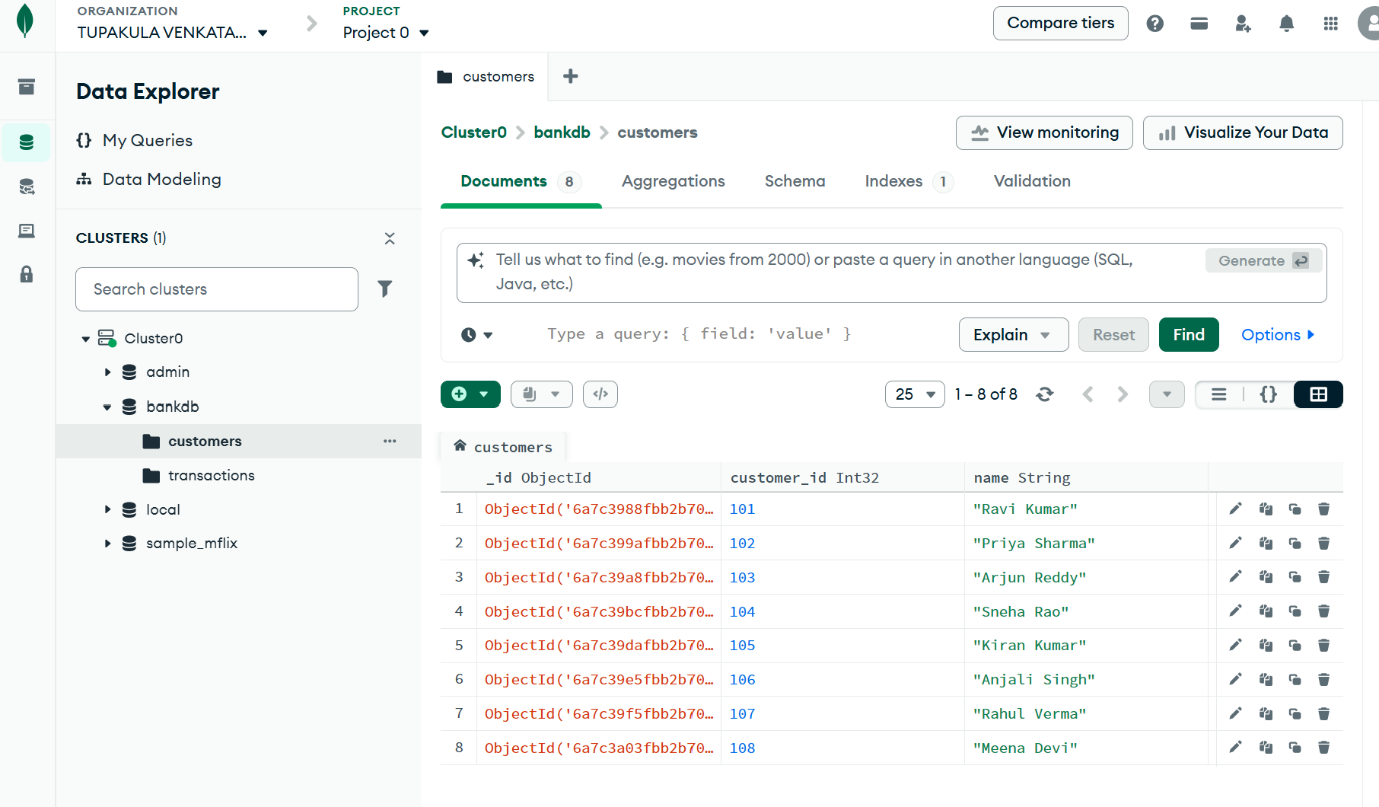 ORGANIZATION
TUPAKULA VENKATA...
PROJECT
Project 0
Compare tiers
Data Explorer
My Queries
Data Modeling
CLUSTERS (1)
Search clusters
Cluster0
admin
bankdb
customers
transactions
local
sample_mflix
customers
Cluster0 > bankdb > customers
View monitoring
Visualize Your Data
Documents 8
Aggregations
Schema
Indexes 1
Validation
Tell us what to find (e.g. movies from 2000) or paste a query in another language (SQL,
Java, etc.)
Generate
Type a query: { field: 'value' }
Explain
Reset
Find
Options
25
1 – 8 of 8
customers
_id ObjectId customer_id Int32 name String
1 ObjectId('6a7c3988fbb2b70… 101 "Ravi Kumar"
2 ObjectId('6a7c399afbb2b70… 102 "Priya Sharma"
3 ObjectId('6a7c39a8fbb2b70… 103 "Arjun Reddy"
4 ObjectId('6a7c39bcfbb2b70… 104 "Sneha Rao"
5 ObjectId('6a7c39dafbb2b70… 105 "Kiran Kumar"
6 ObjectId('6a7c39e5fbb2b70… 106 "Anjali Singh"
7 ObjectId('6a7c39f5fbb2b70… 107 "Rahul Verma"
8 ObjectId('6a7c3a03fbb2b70… 108 "Meena Devi"